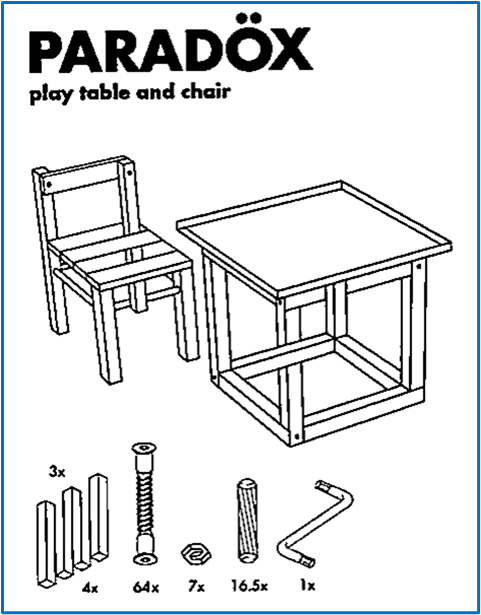 PARADÖX
play table and chair
3x
4x
64x
7x
16.5x
1x